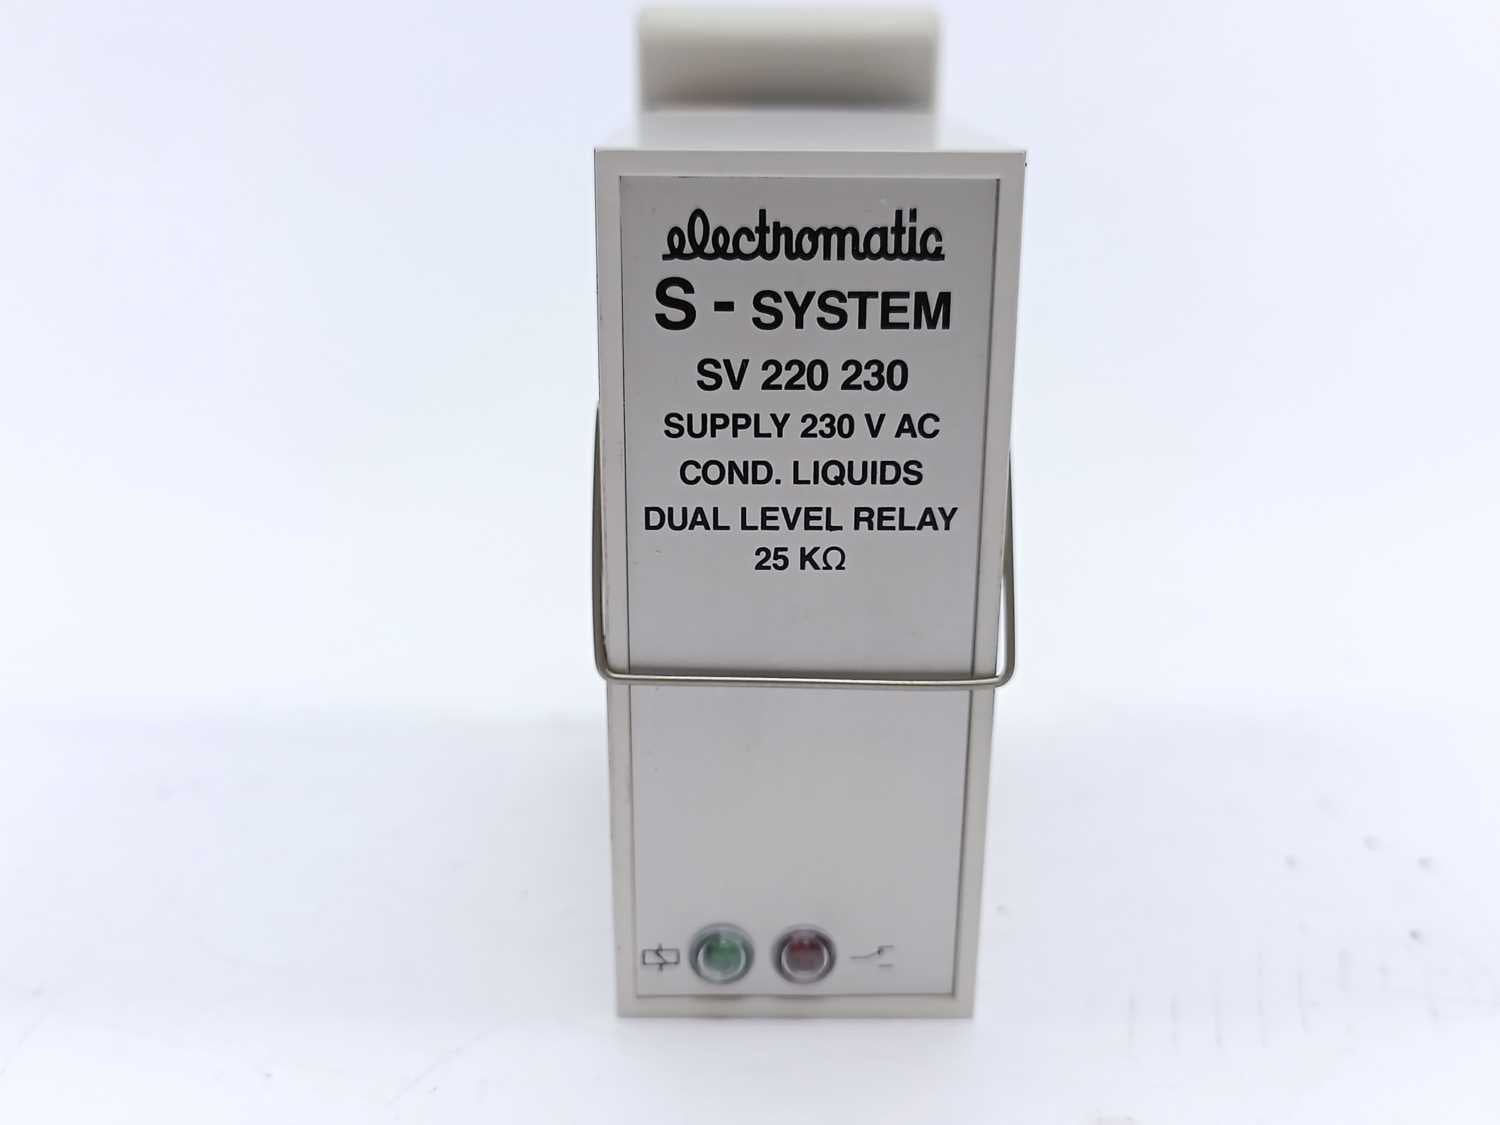 electromatic
S - SYSTEM
SV 220 230
SUPPLY 230 V AC
COND. LIQUIDS
DUAL LEVEL RELAY
25 KΩ